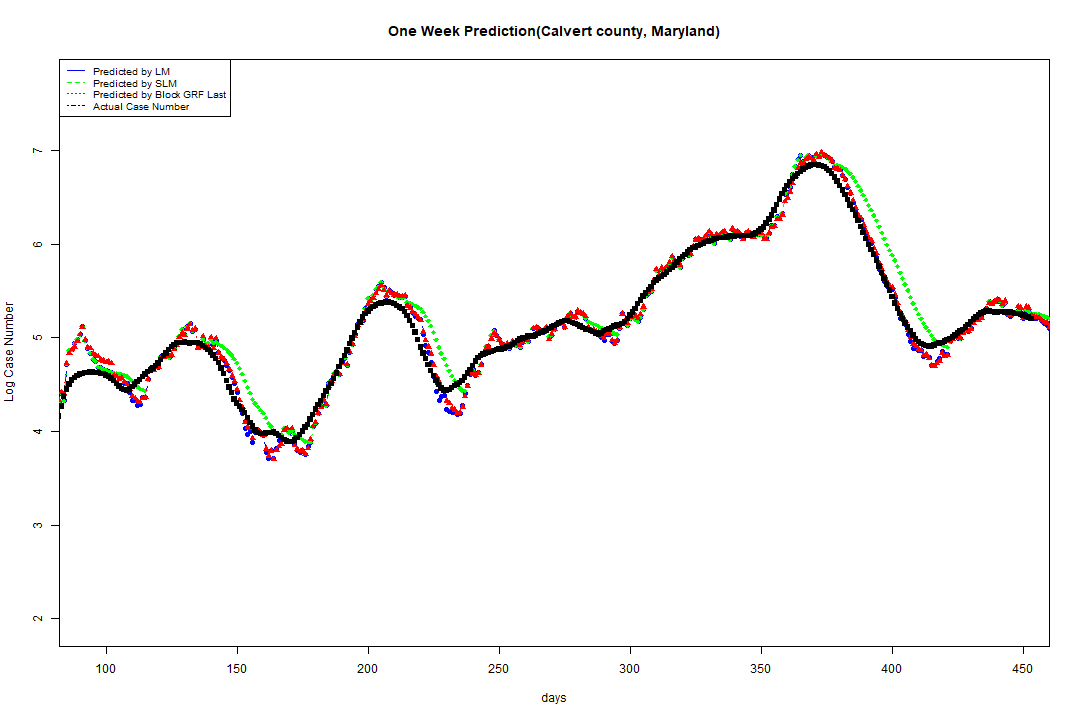 One Week Prediction(Calvert county, Maryland)
Predicted by LM
Predicted by SLM
Predicted by Block GRF Last
Actual Case Number
Log Case Number
7
6
5
4
3
2
100 150 200 250 300 350 400 450
days